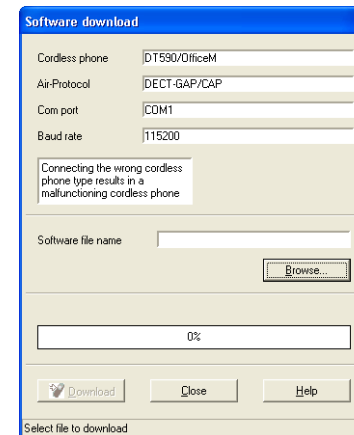 Software download
Cordless phone DT590/OfficeM
Air-Protocol DECT-GAP/CAP
Com port COM1
Baud rate 115200
Connecting the wrong cordless
phone type results in a
malfunctioning cordless phone
Software file name
Browse...
0%
Download Close Help
Select file to download